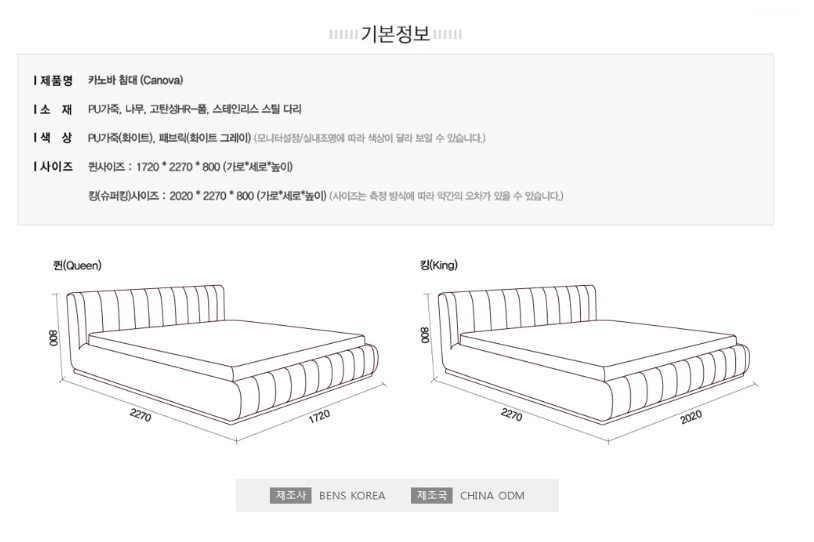 기본정보
제품명 카노바 침대 (Canova)
소 재 PU가죽, 나무, 고탄성HR-폼, 스테인리스 스틸 다리
색 상 PU가죽(화이트), 패브릭(화이트 그레이) (모니터설정/실내조명에 따라 색상이 달라 보일 수 있습니다.)
사이즈 퀸사이즈 : 1720 * 2270 * 800 (가로*세로*높이)
킹(슈퍼킹)사이즈 : 2020 * 2270 * 800 (가로*세로*높이) (사이즈는 측정 방식에 따라 약간의 오차가 있을 수 있습니다.)
퀸(Queen)
800
2270
1720
킹(King)
800
2270
2020
제조사 BENS KOREA 제조국 CHINA ODM